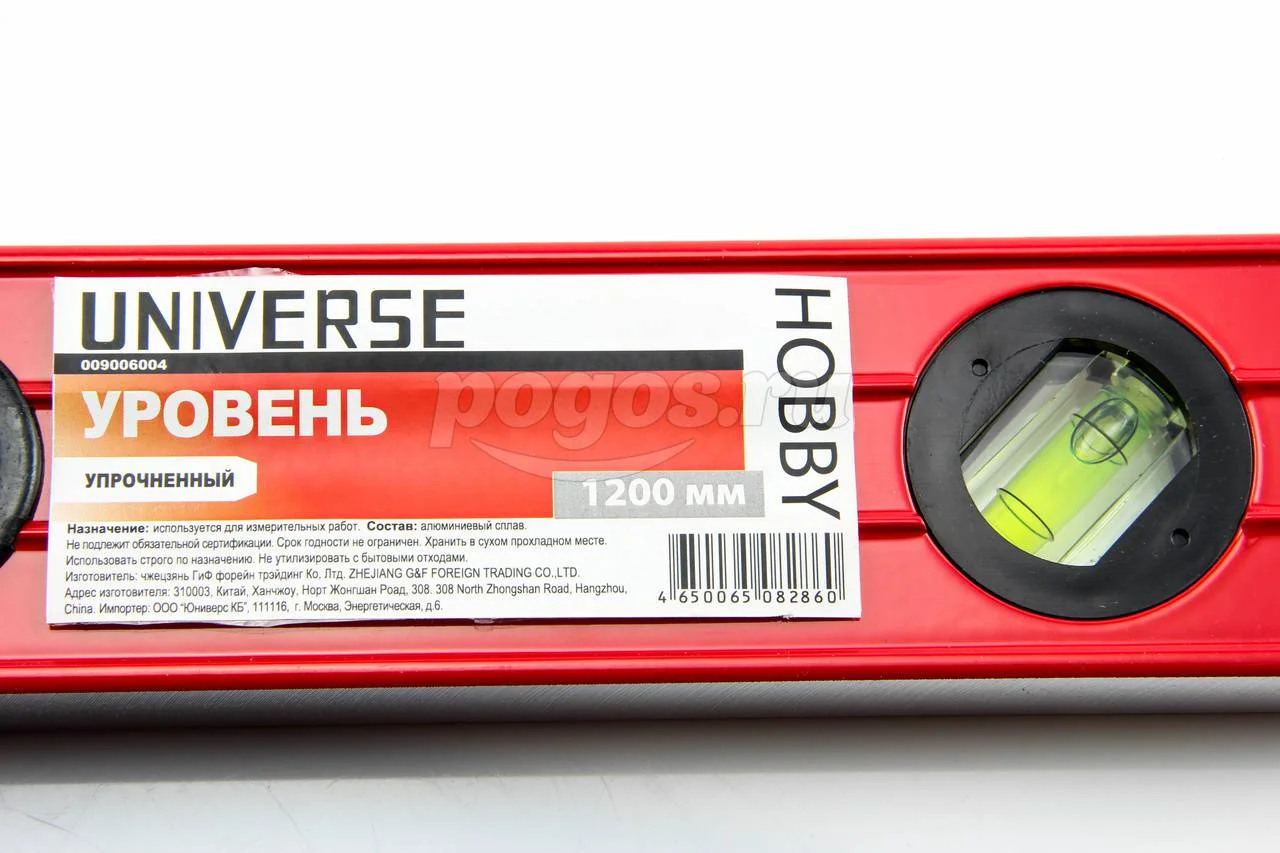 UNIVERSE
HOBBY
009006004
УРОВЕНЬ
pogos.ru
УПРОЧНЕННЫЙ
1200 мм
Назначение: используется для измерительных работ. Состав: алюминиевый сплав.
Не подлежит обязательной сертификации. Срок годности не ограничен. Хранить в сухом прохладном месте.
Использовать строго по назначению. Не утилизировать с бытовыми отходами.
Изготовитель: чжецзянь ГиФ форейн трэйдинг Ко. Лтд. ZHEJIANG G&F FOREIGN TRADING CO.,LTD.
Адрес изготовителя: 310003, Китай, Ханчжоу, Норт Жонгшан Роад, 308. 308 North Zhongshan Road, Hangzhou,
China. Импортер: ООО "Юниверс КБ", 111116, г. Москва, Энергетическая, д.6.
4 650065 082860